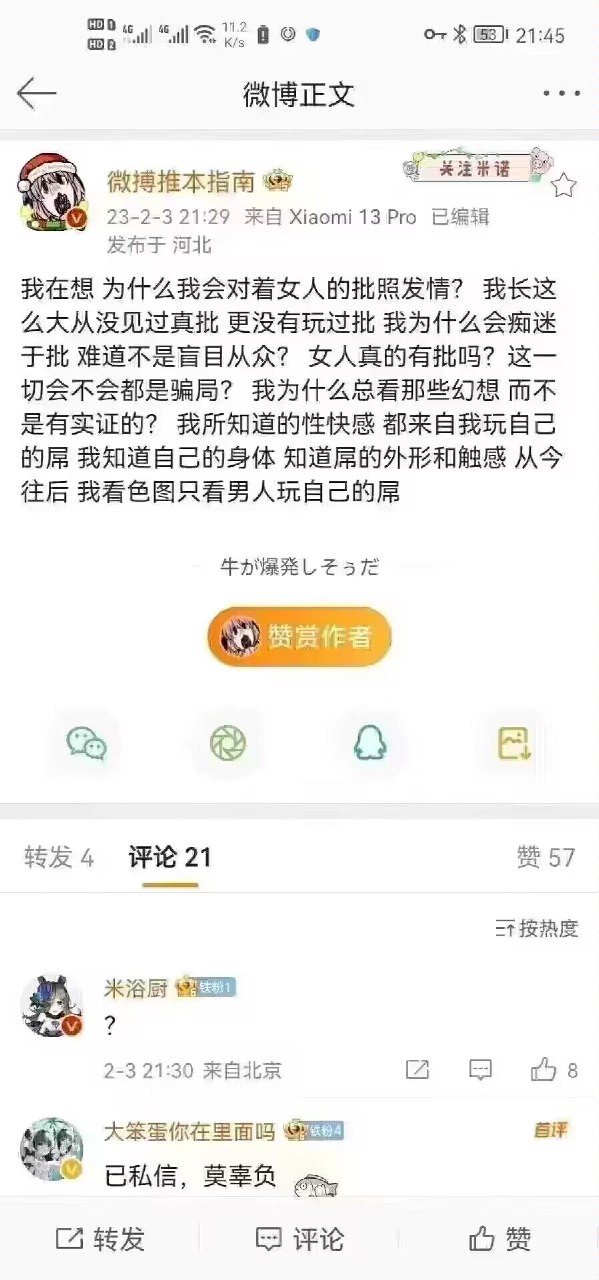 HD 1 4G 4G 11.2 53 21:45
HD 2 K/s
微博正文
微搏推本指南
关注米诺
23-2-3 21:29 来自 Xiaomi 13 Pro 已编辑
发布于 河北
我在想 为什么我会对着女人的批照发情？ 我长这
么大从没见过真批 更没有玩过批 我为什么会痴迷
于批 难道不是盲目从众？ 女人真的有批吗？这一
切会不会都是骗局？ 我为什么总看那些幻想 而不
是有实证的？ 我所知道的性快感 都来自我玩自己
的屌 我知道自己的身体 知道屌的外形和触感 从今
往后 我看色图只看男人玩自己的屌
牛が爆発しそぅだ
赞赏作者
转发 4 评论 21 赞 57
按热度
米浴厨 铁粉1
？
2-3 21:30 来自北京 8
大笨蛋你在里面吗 铁粉4 首评
已私信，莫辜负
转发 评论 赞